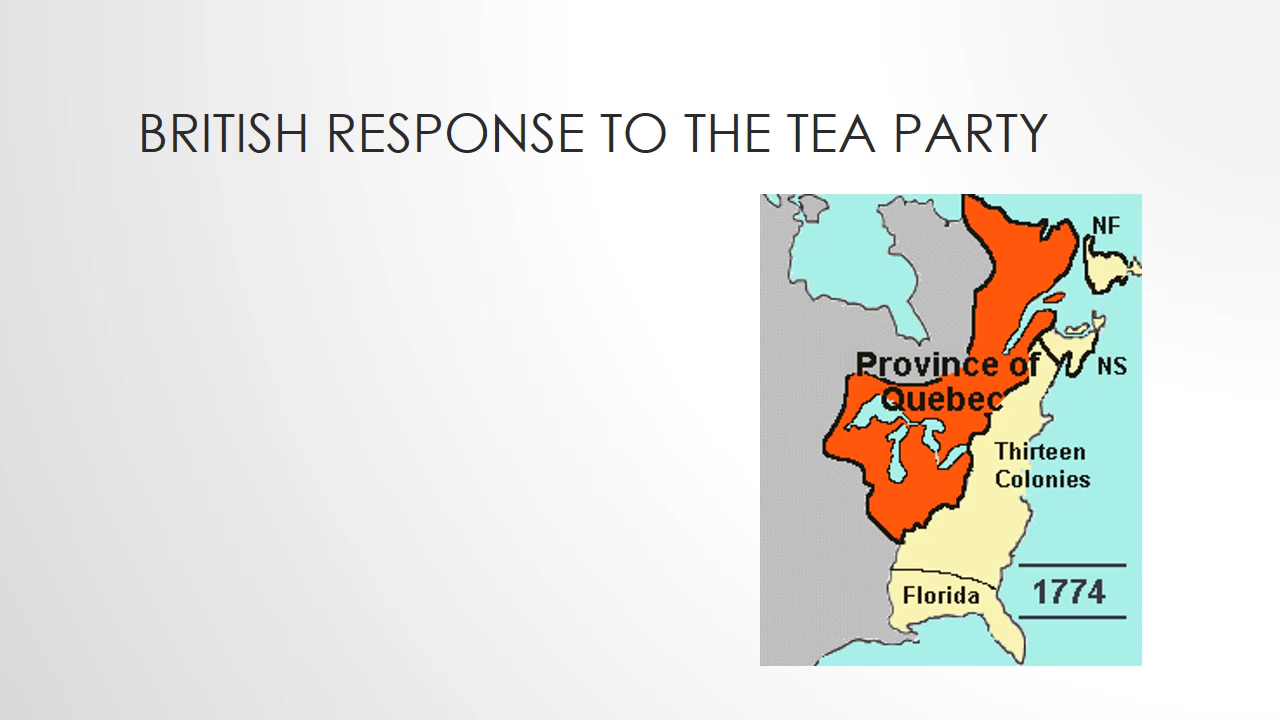 BRITISH RESPONSE TO THE TEA PARTY
NF
Province of
Quebec
NS
Thirteen
Colonies
Florida
1774